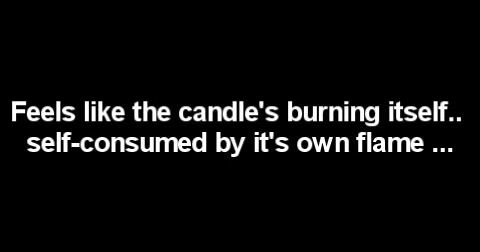 Feels like the candle's burning itself..
self-consumed by it's own flame ...